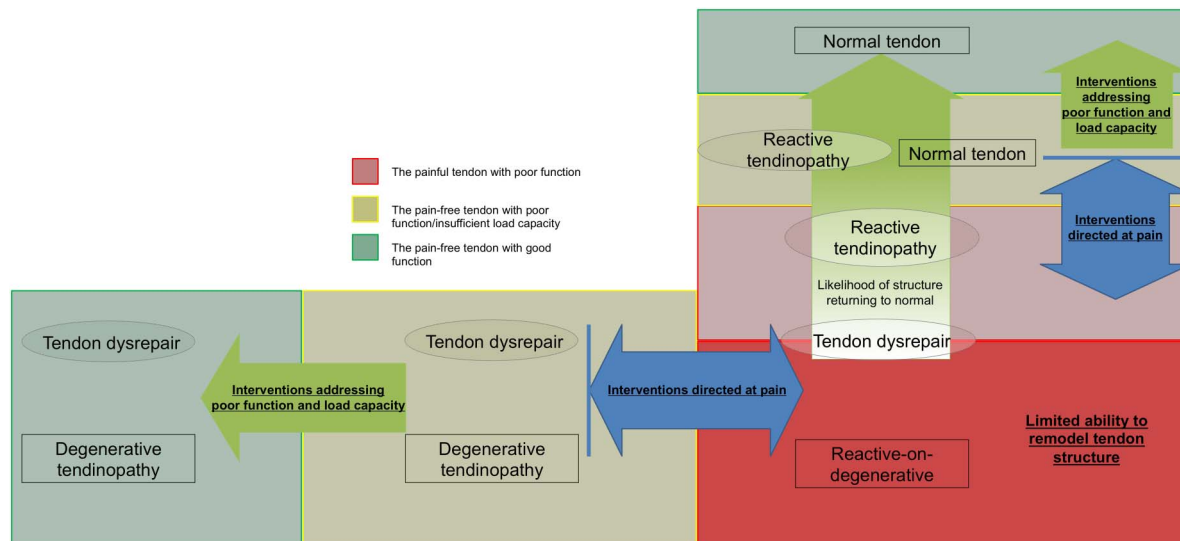 Normal tendon
Interventions
addressing
poor function and
load capacity
Reactive
tendinopathy
Normal tendon
The painful tendon with poor function
The pain-free tendon with poor
function/insufficient load capacity
The pain-free tendon with good
function
Reactive
tendinopathy
Interventions
directed at pain
Likelihood of structure
returning to normal
Tendon dysrepair
Tendon dysrepair
Tendon dysrepair
Interventions addressing
poor function and load capacity
Interventions directed at pain
Degenerative
tendinopathy
Degenerative
tendinopathy
Reactive-on-
degenerative
Limited ability to
remodel tendon
structure